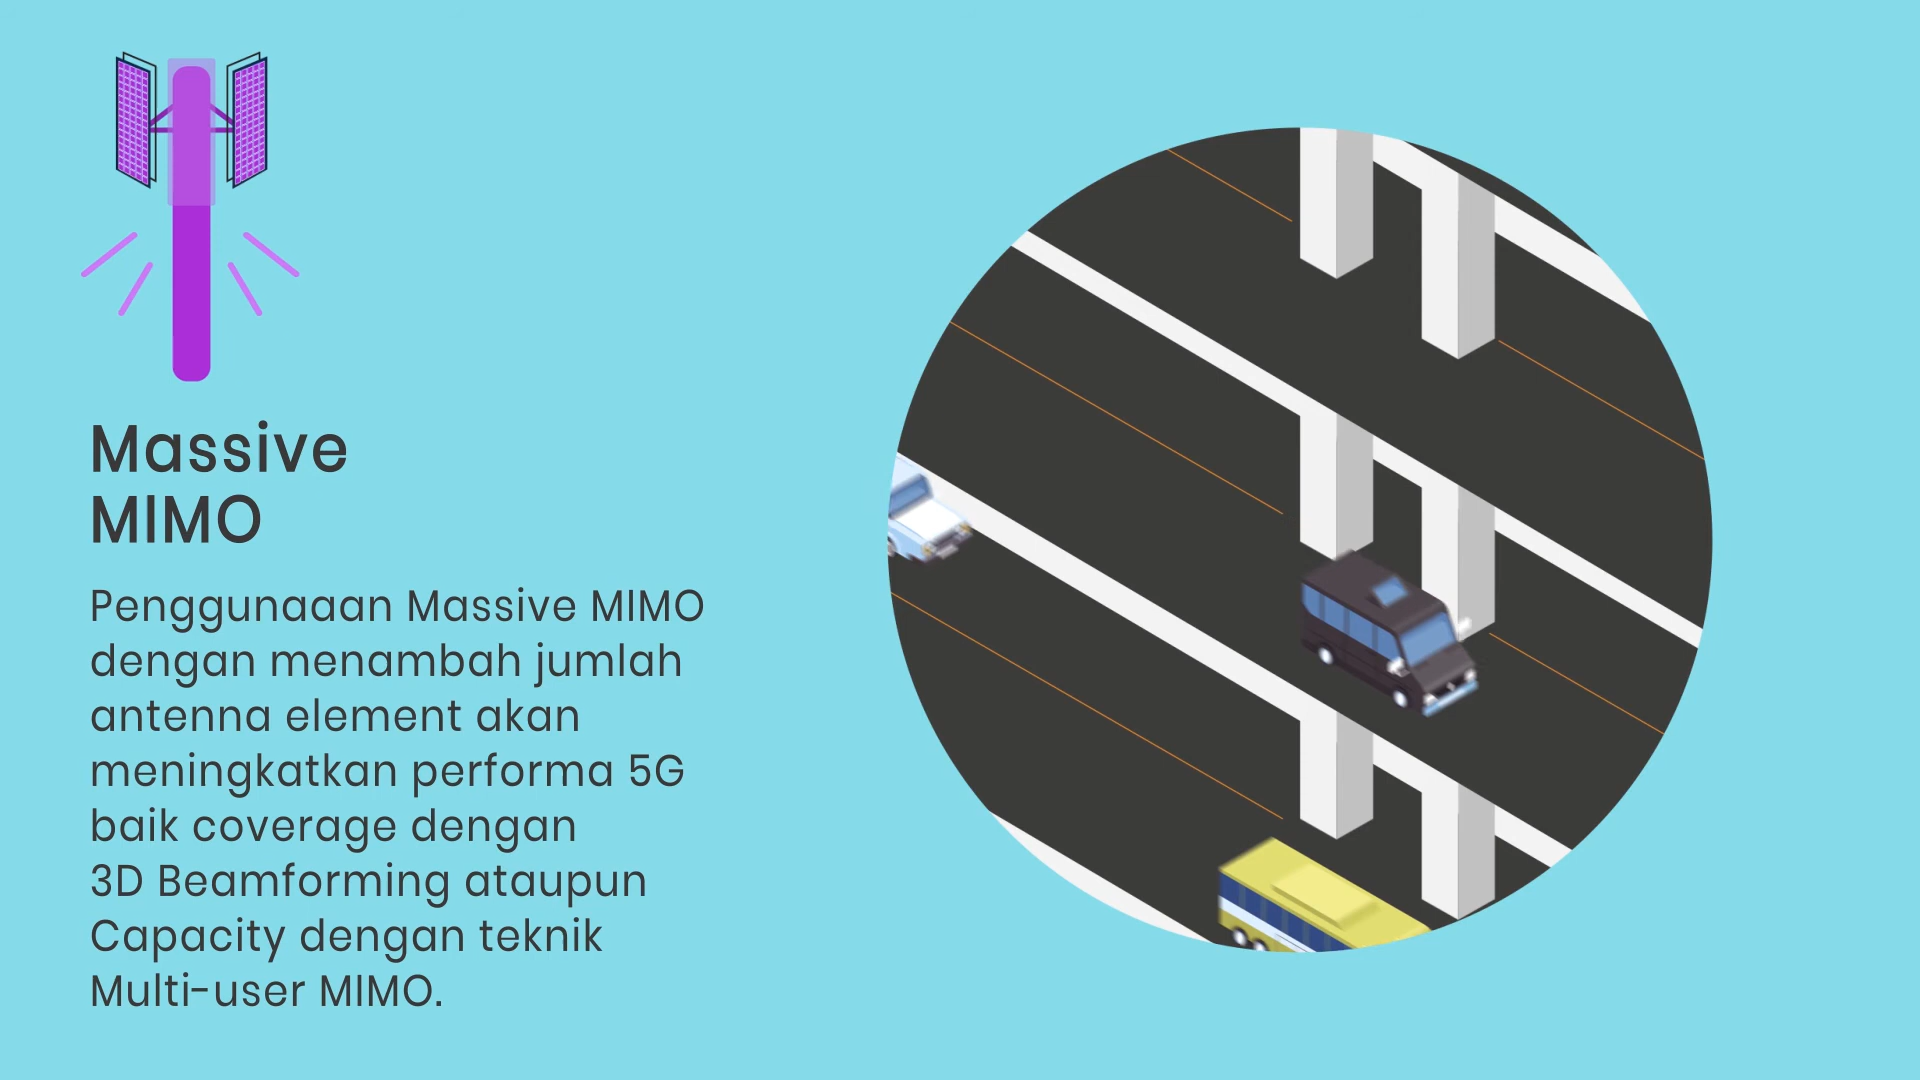 Massive
MIMO
Penggunaaan Massive MIMO
dengan menambah jumlah
antenna element akan
meningkatkan performa 5G
baik coverage dengan
3D Beamforming ataupun
Capacity dengan teknik
Multi-user MIMO.